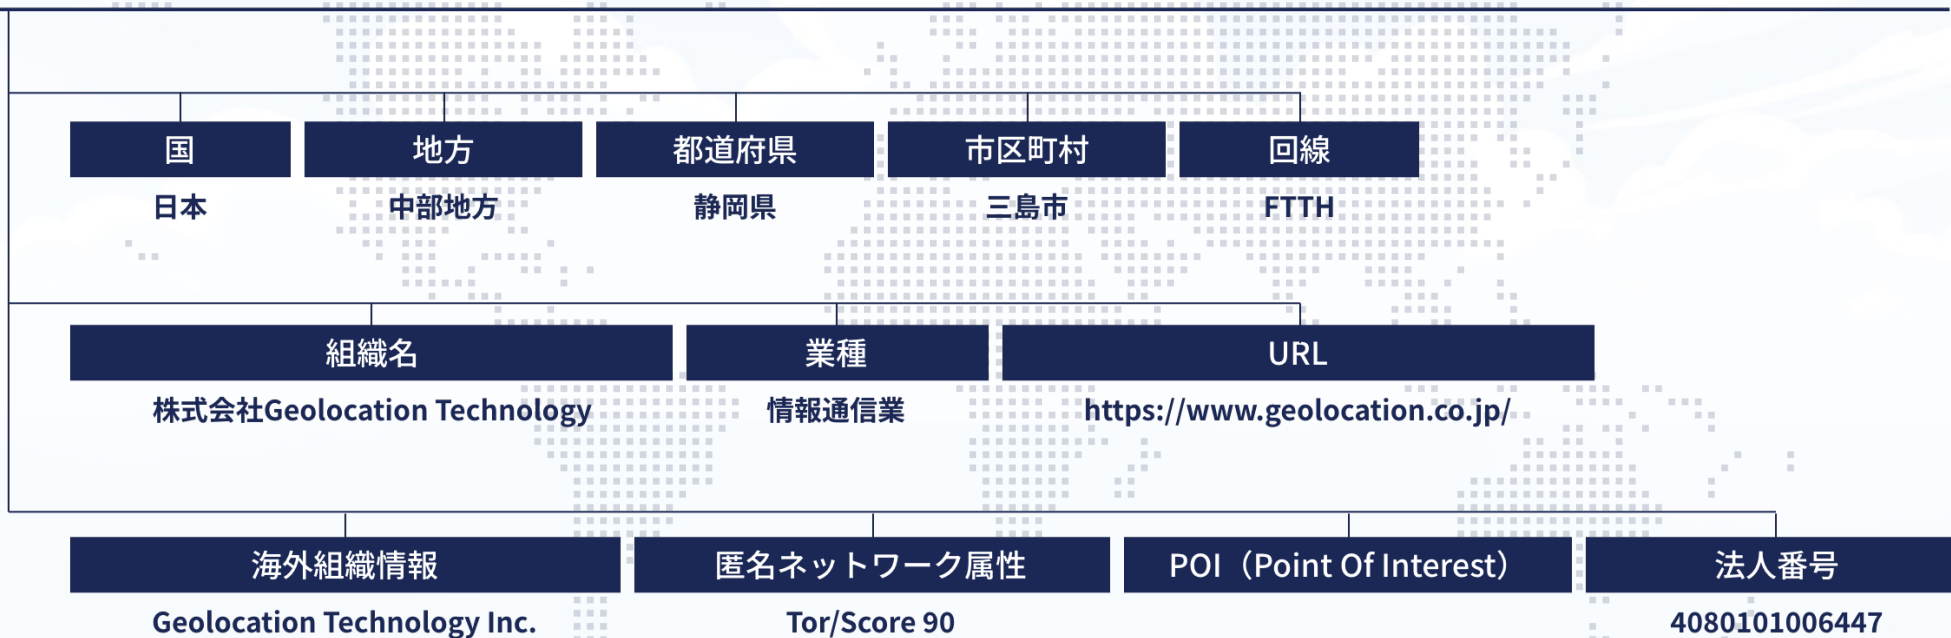 国 地方 都道府県 市区町村 回線
日本 中部地方 静岡県 三島市 FTTH
組織名 業種 URL
株式会社Geolocation Technology 情報通信業 https://www.geolocation.co.jp/
海外組織情報 匿名ネットワーク属性 POI（Point Of Interest） 法人番号
Geolocation Technology Inc. Tor/Score 90 4080101006447